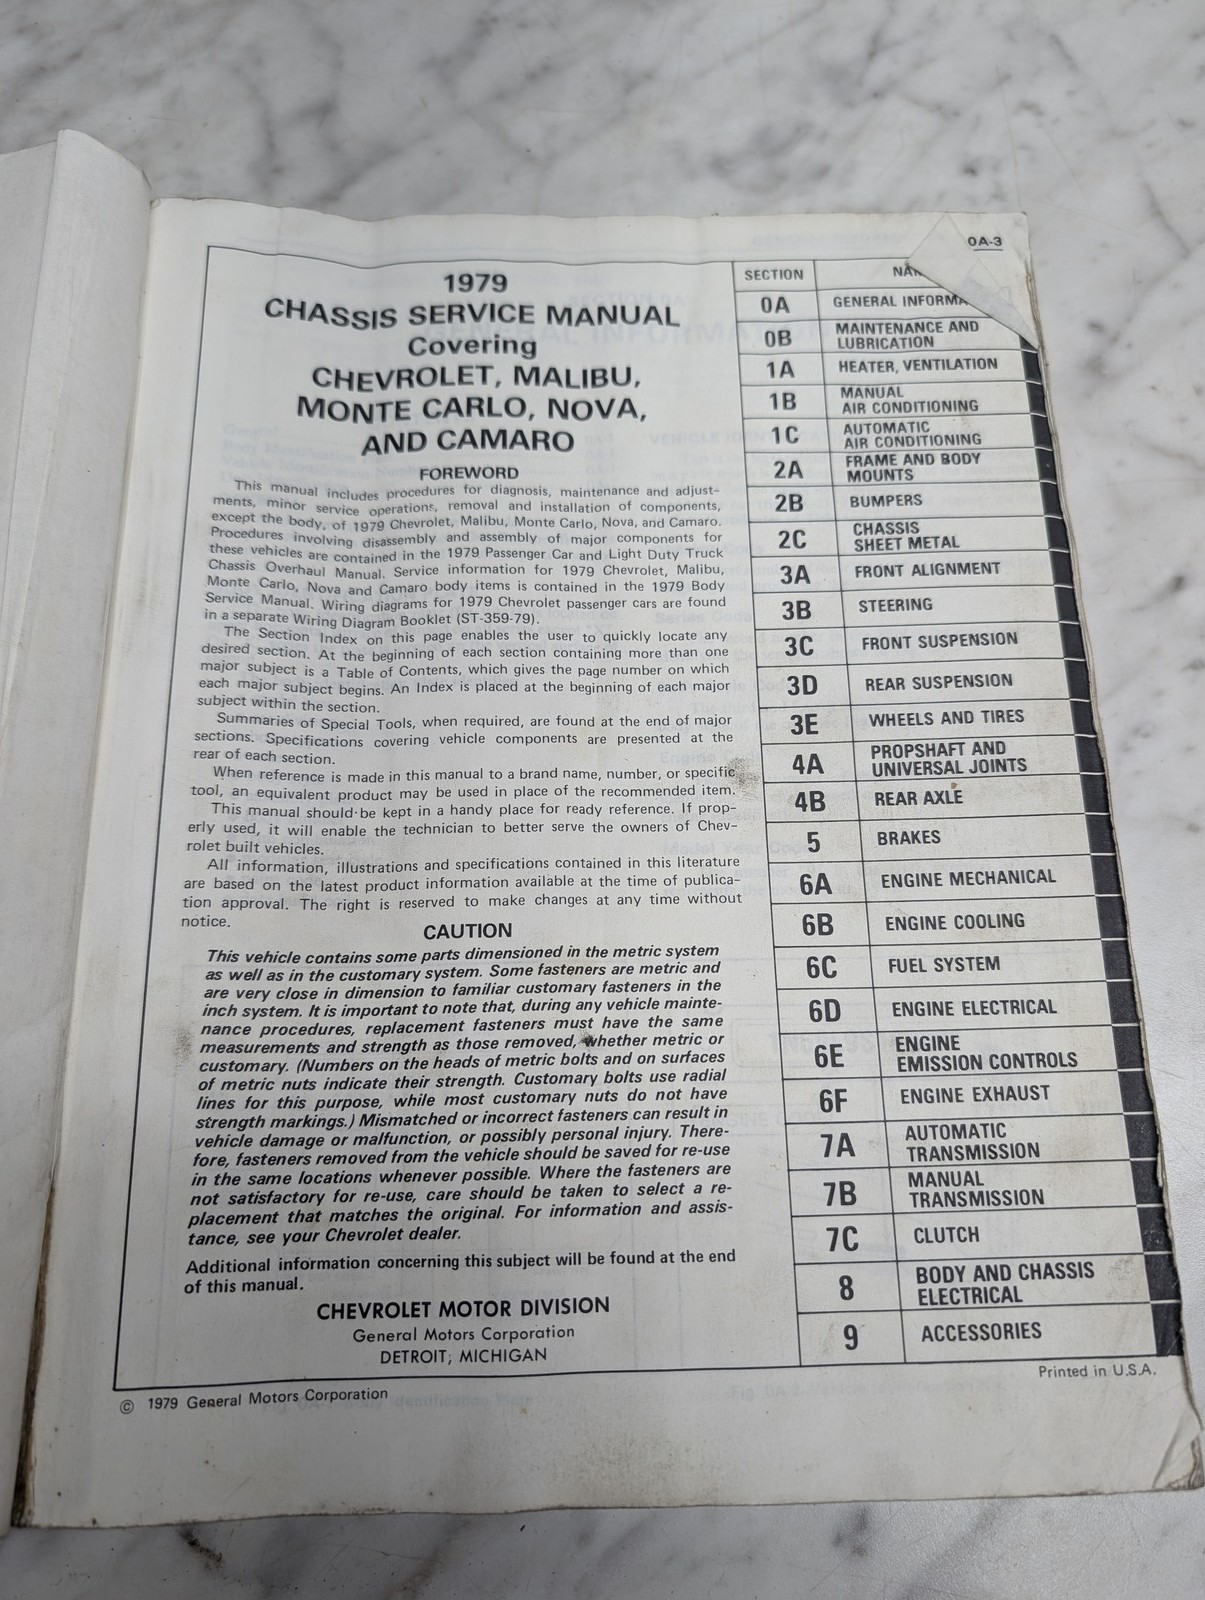 0A-3
1979
CHASSIS SERVICE MANUAL
Covering
CHEVROLET, MALIBU,
MONTE CARLO, NOVA,
AND CAMARO
FOREWORD
This manual includes procedures for diagnosis, maintenance and adjust-
ments, minor service operations, removal and installation of components,
except the body, of 1979 Chevrolet, Malibu, Monte Carlo, Nova, and Camaro.
Procedures involving disassembly and assembly of major components for
these vehicles are contained in the 1979 Passenger Car and Light Duty Truck
Chassis Overhaul Manual. Service information for 1979 Chevrolet, Malibu,
Monte Carlo, Nova and Camaro body items is contained in the 1979 Body
Service Manual. Wiring diagrams for 1979 Chevrolet passenger cars are found
in a separate Wiring Diagram Booklet (ST-359-79).
The Section Index on this page enables the user to quickly locate any
desired section. At the beginning of each section containing more than one
major subject is a Table of Contents, which gives the page number on which
each major subject begins. An Index is placed at the beginning of each major
subject within the section.
Summaries of Special Tools, when required, are found at the end of major
sections. Specifications covering vehicle components are presented at the
rear of each section.
When reference is made in this manual to a brand name, number, or specific
tool, an equivalent product may be used in place of the recommended item.
This manual should be kept in a handy place for ready reference. If prop-
erly used, it will enable the technician to better serve the owners of Chev-
rolet built vehicles.
All information, illustrations and specifications contained in this literature
are based on the latest product information available at the time of publica-
tion approval. The right is reserved to make changes at any time without
notice.
CAUTION
This vehicle contains some parts dimensioned in the metric system
as well as in the customary system. Some fasteners are metric and
are very close in dimension to familiar customary fasteners in the
inch system. It is important to note that, during any vehicle mainte-
nance procedures, replacement fasteners must have the same
measurements and strength as those removed, whether metric or
customary. (Numbers on the heads of metric bolts and on surfaces
of metric nuts indicate their strength. Customary bolts use radial
lines for this purpose, while most customary nuts do not have
strength markings.) Mismatched or incorrect fasteners can result in
vehicle damage or malfunction, or possibly personal injury. There-
fore, fasteners removed from the vehicle should be saved for re-use
in the same locations whenever possible. Where the fasteners are
not satisfactory for re-use, care should be taken to select a re-
placement that matches the original. For information and assis-
tance, see your Chevrolet dealer.
Additional information concerning this subject will be found at the end
of this manual.
CHEVROLET MOTOR DIVISION
General Motors Corporation
DETROIT, MICHIGAN
© 1979 General Motors Corporation
SECTION
0A GENERAL
0B MAINTENANCE AND
LUBRICATION
1A HEATER, VENTILATION
1B MANUAL
AIR CONDITIONING
1C AUTOMATIC
AIR CONDITIONING
2A FRAME AND BODY
MOUNTS
2B BUMPERS
2C CHASSIS
SHEET METAL
3A FRONT ALIGNMENT
3B STEERING
3C FRONT SUSPENSION
3D REAR SUSPENSION
3E WHEELS AND TIRES
4A PROPSHAFT AND
UNIVERSAL JOINTS
4B REAR AXLE
5 BRAKES
6A ENGINE MECHANICAL
6B ENGINE COOLING
6C FUEL SYSTEM
6D ENGINE ELECTRICAL
6E ENGINE
EMISSION CONTROLS
6F ENGINE EXHAUST
7A AUTOMATIC
TRANSMISSION
7B MANUAL
TRANSMISSION
7C CLUTCH
8 BODY AND CHASSIS
ELECTRICAL
9 ACCESSORIES
Printed in U.S.A.